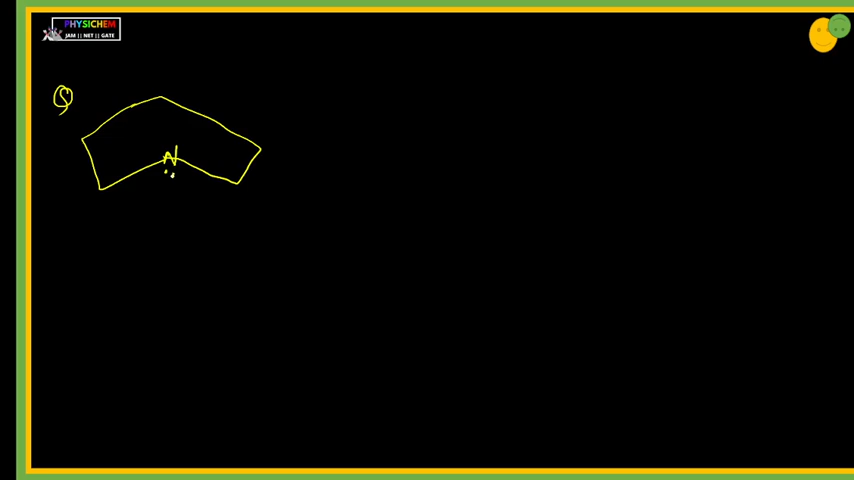 PHYSICHEM
JAM || NET || GATE
Q
N